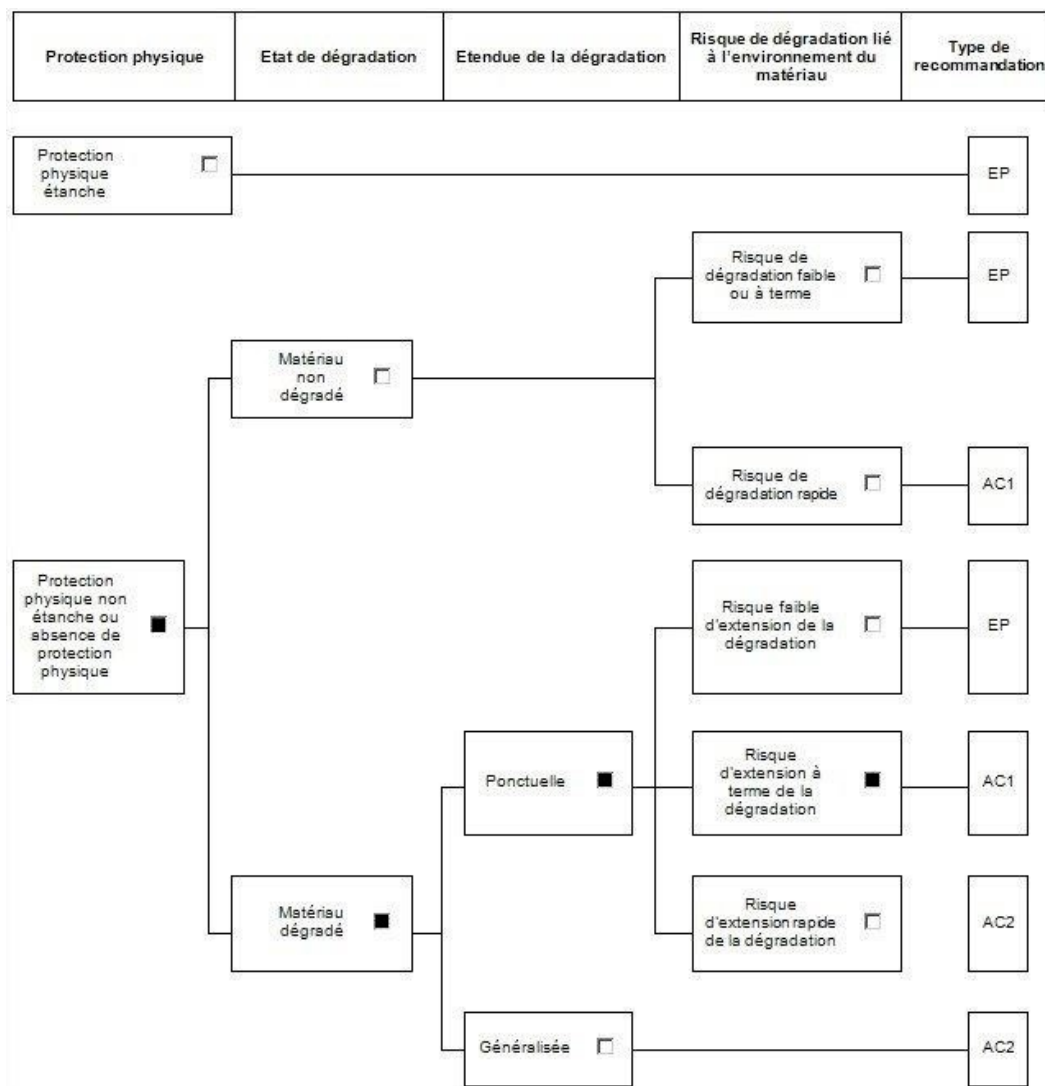 Protection physique
Etat de dégradation
Etendue de la dégradation
Risque de dégradation lié
à l'environnement du
matériau
Type de
recommandation
Protection
physique
étanche
EP
Risque de
dégradation faible
ou à terme
EP
Matériau
non
dégradé
Risque de
dégradation rapide
AC1
Protection
physique non
étanche ou
absence de
protection
physique
Risque faible
d'extension de la
dégradation
EP
Ponctuelle
Risque
d'extension à
terme de la
dégradation
AC1
Matériau
dégradé
Risque
d'extension rapide
de la dégradation
AC2
Généralisée
AC2